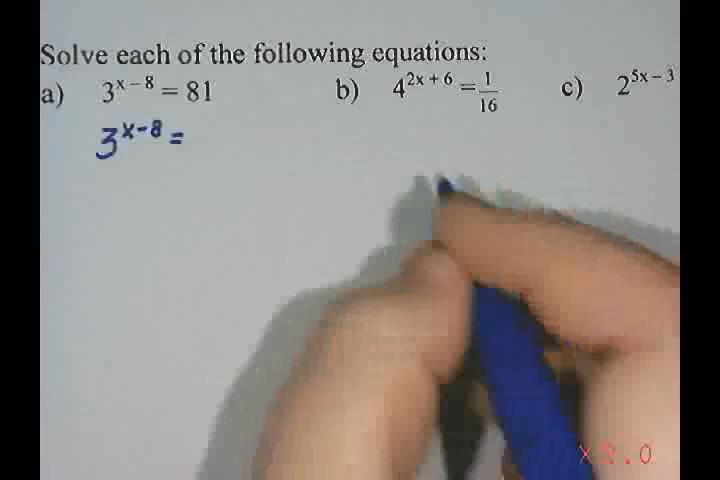 Solve each of the following equations:
a) 3^{x – 8} = 81 b) 4^{2x + 6} = 1/16 c) 2^{5x – 3}
3^{x-8} =